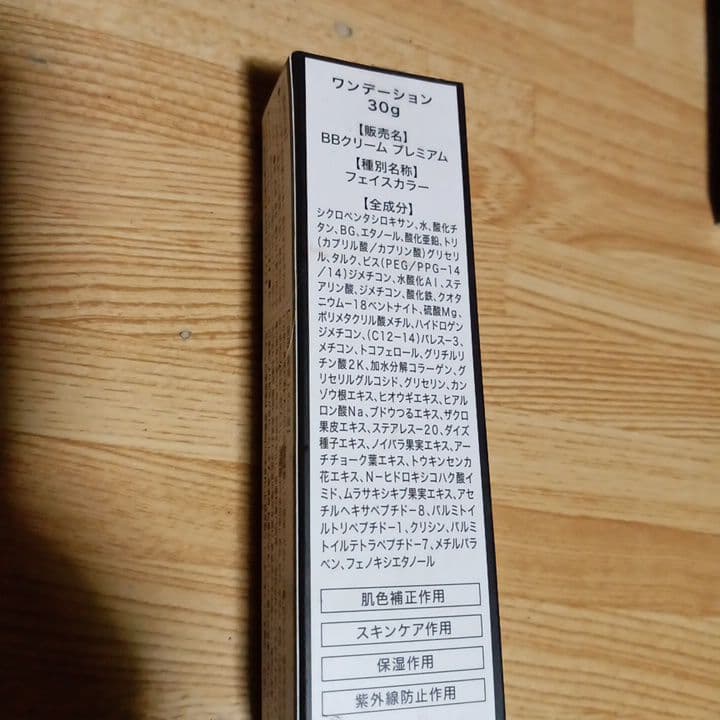 ワンデーション
30g
【販売名】
BBクリーム プレミアム
【種別名称】
フェイスカラー
【全成分】
シクロペンタシロキサン、水、酸化チ
タン、BG、エタノール、酸化亜鉛、トリ
(カプリル酸/カプリン酸)グリセリ
ル、タルク、ビス(PEG/PPG-14
/14)ジメチコン、水酸化Al、ステ
アリン酸、ジメチコン、酸化鉄、クオタ
ニウム-18ベントナイト、硫酸Mg、
ポリメタクリル酸メチル、ハイドロゲン
ジメチコン、(C12-14)パレス-3、
メチコン、トコフェロール、グリチルリ
チン酸2K、加水分解コラーゲン、グ
リセリルグルコシド、グリセリン、カン
ゾウ根エキス、ヒオウギエキス、ヒアル
ロン酸Na、ブドウつるエキス、ザクロ
果皮エキス、ステアレス-20、ダイズ
種子エキス、ノイバラ果実エキス、アー
チチョーク葉エキス、トウキンセンカ
花エキス、N-ヒドロキシコハク酸イ
ミド、ムラサキシキブ果実エキス、アセ
チルヘキサペプチド-8、パルミトイ
ルトリペプチド-1、クリシン、パルミ
トイルテトラペプチド-7、メチルパラ
ベン、フェノキシエタノール
肌色補正作用
スキンケア作用
保湿作用
紫外線防止作用